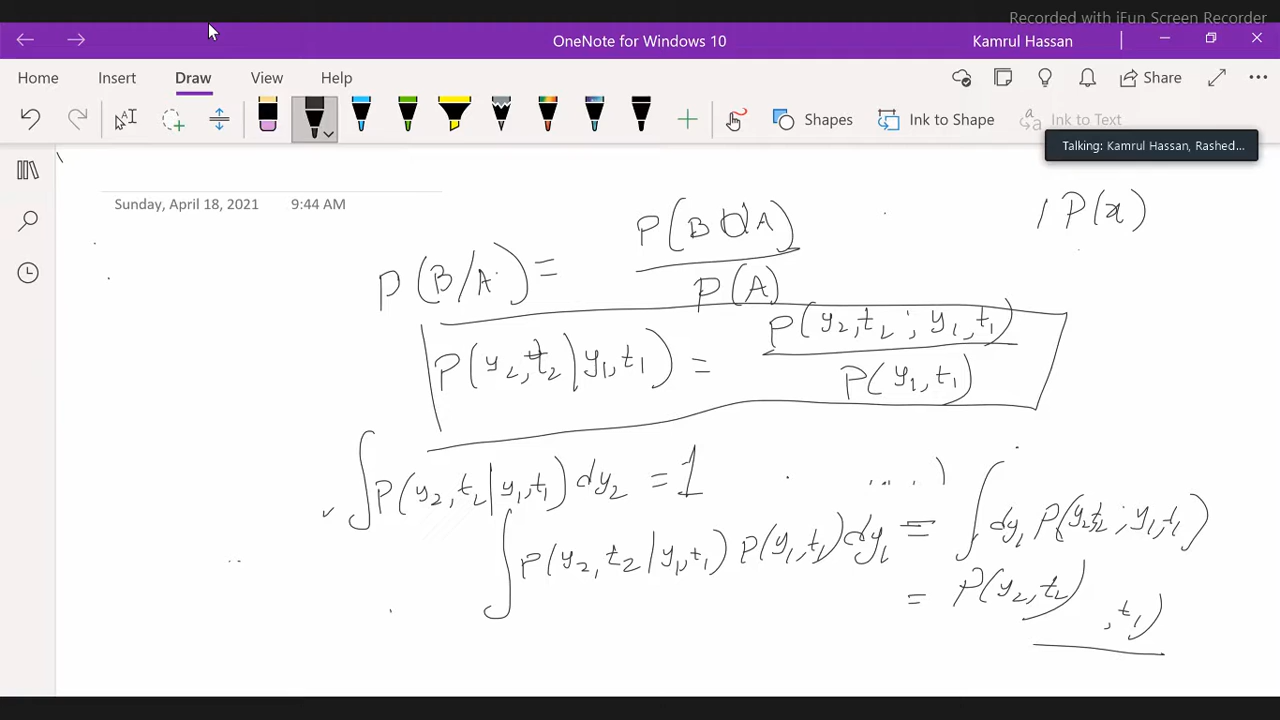 Recorded with iFun Screen Recorder
OneNote for Windows 10
Kamrul Hassan
Home Insert Draw View Help
Share
Shapes
Ink to Shape
Ink to Text
Talking: Kamrul Hassan, Rashed...
Sunday, April 18, 2021 9:44 AM
/ P(x)
P(B/A) = P(B A) / P(A)
P(y₂,t₂|y₁,t₁) = P(y₂,t₂ ; y₁,t₁) / P(y₁,t₁)
∫P(y₂,t₂|y₁,t₁) dy₂ = 1 .....)
∫P(y₂,t₂|y₁,t₁) P(y₁,t₁)dy₁ = ∫dy₁ P(y₂t₂ ; y₁,t₁)
= P(y₂,t₂) ,t₁)